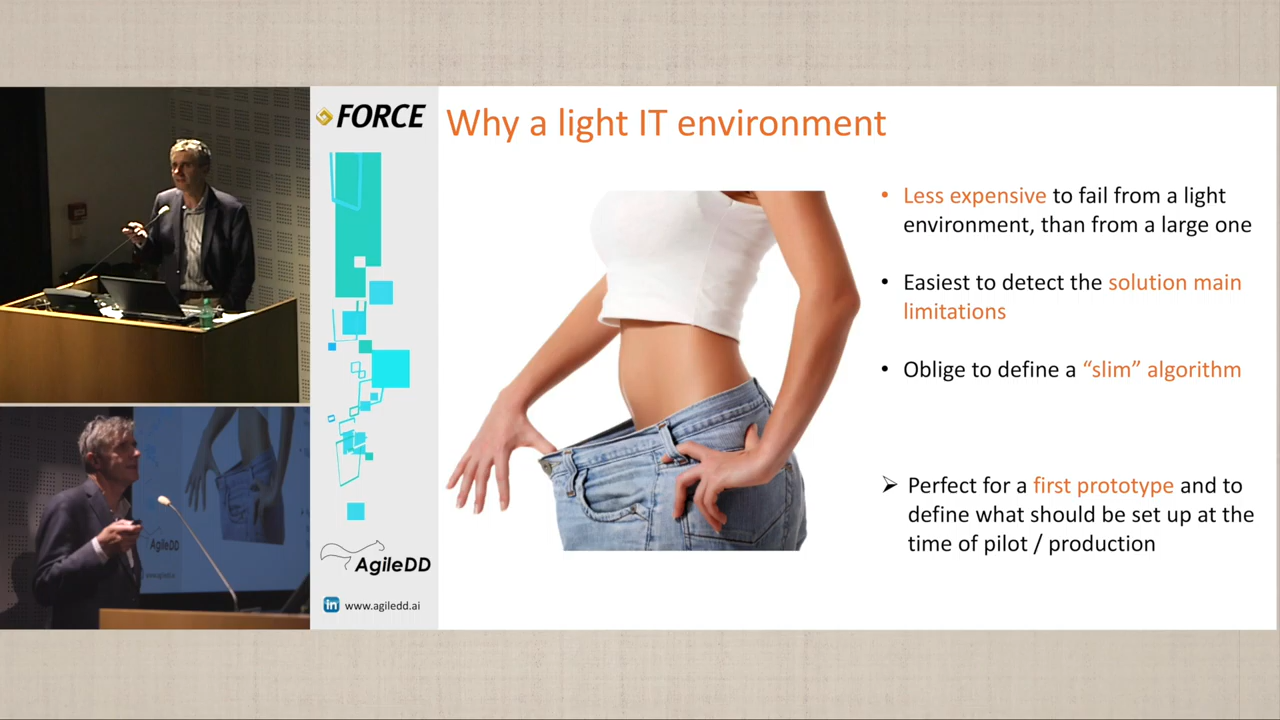 FORCE
Why a light IT environment
• Less expensive to fail from a light
environment, than from a large one
• Easiest to detect the solution main
limitations
• Oblige to define a “slim” algorithm
➢ Perfect for a first prototype and to
define what should be set up at the
time of pilot / production
AgileDD
in www.agiledd.ai
AgileDD